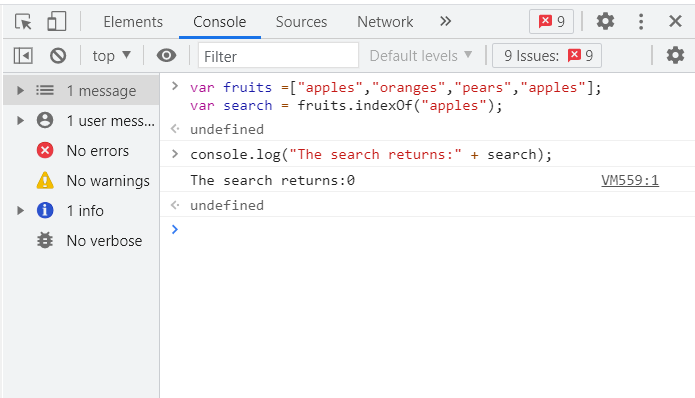 Elements Console Sources Network » 9
top ▼ Filter Default levels ▼ 9 Issues: 9
1 message
1 user mess...
No errors
No warnings
1 info
No verbose
> var fruits =["apples","oranges","pears","apples"];
var search = fruits.indexOf("apples");
undefined
> console.log("The search returns:" + search);
The search returns:0 VM559:1
undefined
>